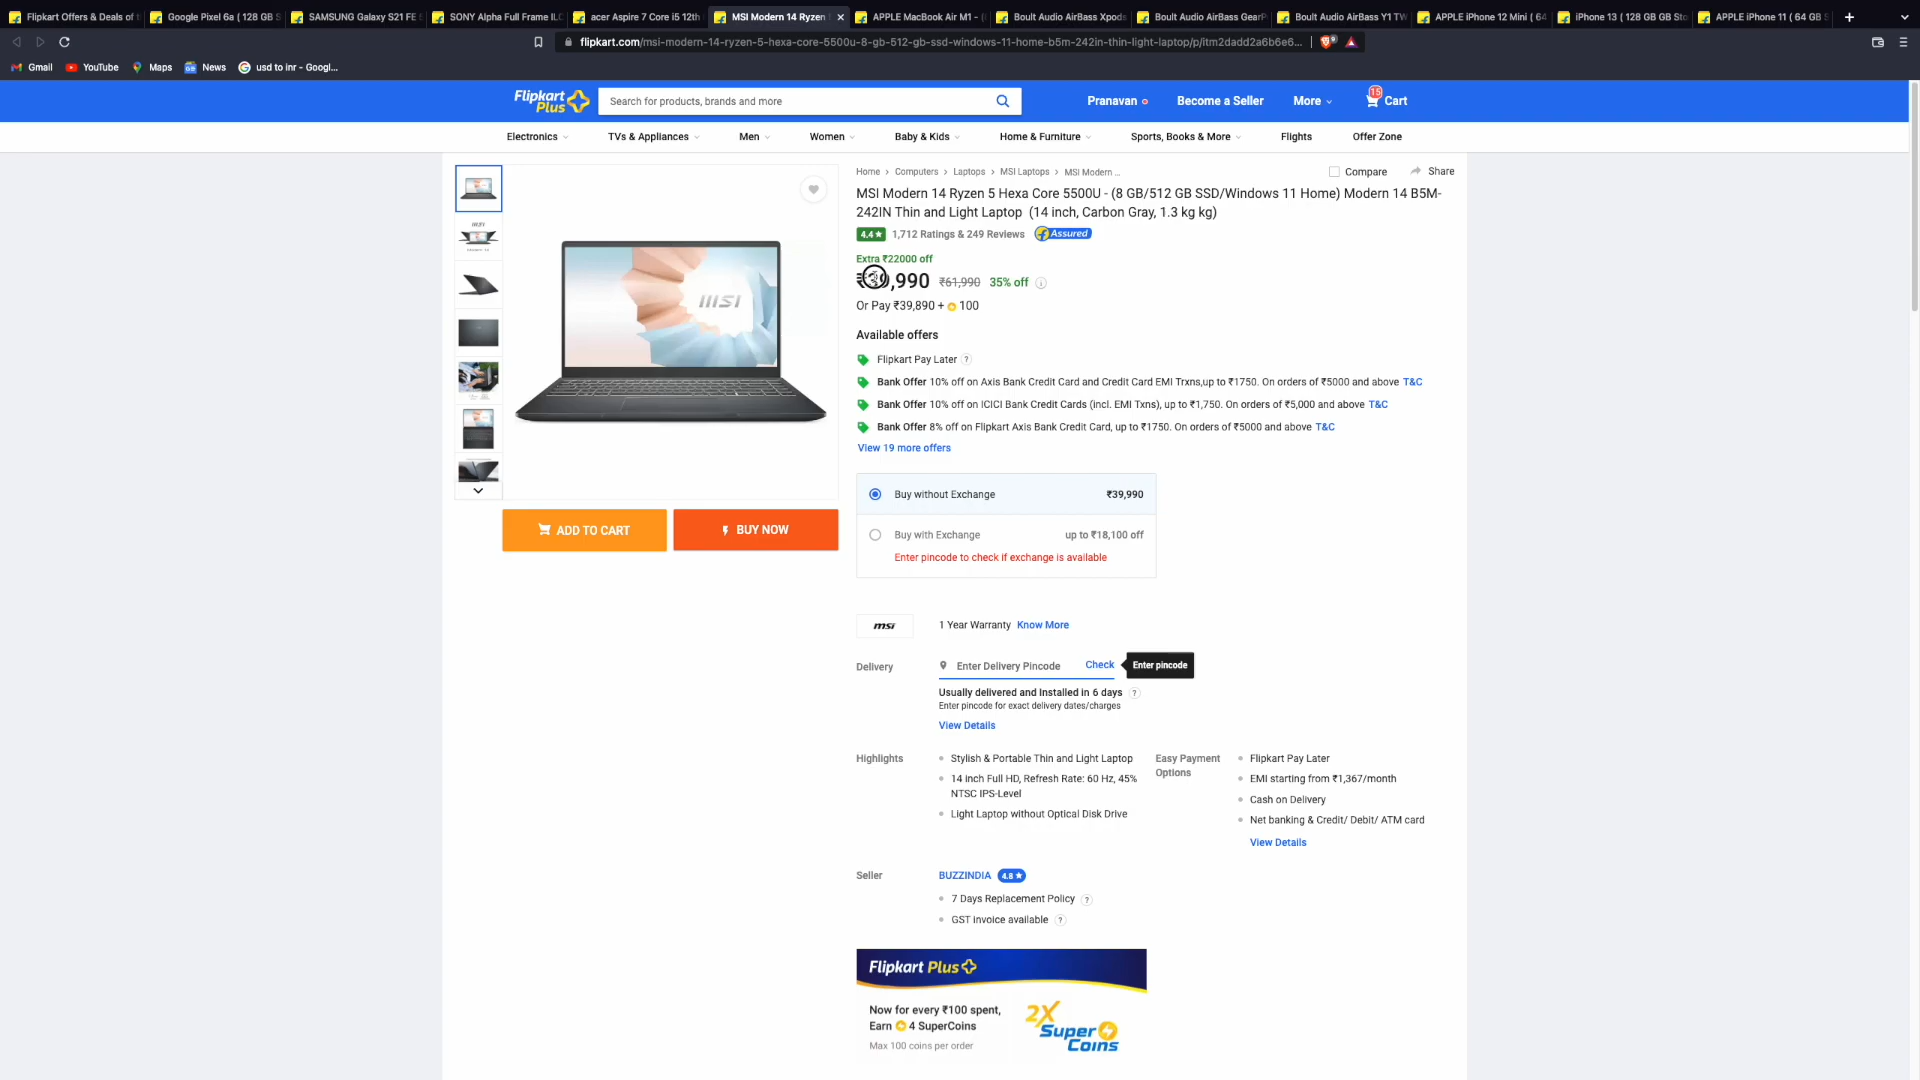 Flipkart Offers & Deals of t
Google Pixel 6a ( 128 GB S
SAMSUNG Galaxy S21 FE
SONY Alpha Full Frame ILC
acer Aspire 7 Core i5 12th
MSI Modern 14 Ryzen
APPLE MacBook Air M1 - (
Boult Audio AirBass Xpods
Boult Audio AirBass GearP
Boult Audio AirBass Y1 TW
APPLE iPhone 12 Mini ( 64
iPhone 13 ( 128 GB GB Sto
APPLE iPhone 11 ( 64 GB S
flipkart.com/msi-modern-14-ryzen-5-hexa-core-5500u-8-gb-512-gb-ssd-windows-11-home-b5m-242in-thin-light-laptop/p/itm2dadd2a6b6e6...
Gmail YouTube Maps News usd to inr - Googl...
Flipkart Plus
Search for products, brands and more
Pranavan Become a Seller More 15 Cart
Electronics TVs & Appliances Men Women Baby & Kids Home & Furniture Sports, Books & More Flights Offer Zone
Home > Computers > Laptops > MSI Laptops > MSI Modern ...
Compare Share
MSI Modern 14 Ryzen 5 Hexa Core 5500U - (8 GB/512 GB SSD/Windows 11 Home) Modern 14 B5M-
242IN Thin and Light Laptop (14 inch, Carbon Gray, 1.3 kg kg)
4.4 ★ 1,712 Ratings & 249 Reviews Assured
Extra ₹22000 off
₹39,990 ₹61,990 35% off
Or Pay ₹39,890 + 100
Available offers
Flipkart Pay Later ?
Bank Offer 10% off on Axis Bank Credit Card and Credit Card EMI Trxns,up to ₹1750. On orders of ₹5000 and above T&C
Bank Offer 10% off on ICICI Bank Credit Cards (incl. EMI Txns), up to ₹1,750. On orders of ₹5,000 and above T&C
Bank Offer 8% off on Flipkart Axis Bank Credit Card, up to ₹1750. On orders of ₹5000 and above T&C
View 19 more offers
msi
ADD TO CART
BUY NOW
Buy without Exchange ₹39,990
Buy with Exchange up to ₹18,100 off
Enter pincode to check if exchange is available
msi
1 Year Warranty Know More
Delivery
Enter Delivery Pincode Check
Enter pincode
Usually delivered and Installed in 6 days ?
Enter pincode for exact delivery dates/charges
View Details
Highlights
Stylish & Portable Thin and Light Laptop
14 inch Full HD, Refresh Rate: 60 Hz, 45%
NTSC IPS-Level
Light Laptop without Optical Disk Drive
Easy Payment
Options
Flipkart Pay Later
EMI starting from ₹1,367/month
Cash on Delivery
Net banking & Credit/ Debit/ ATM card
View Details
Seller
BUZZINDIA 4.8 ★
7 Days Replacement Policy ?
GST invoice available ?
Flipkart Plus
Now for every ₹100 spent,
Earn 4 SuperCoins
Max 100 coins per order
2X
Super
Coins